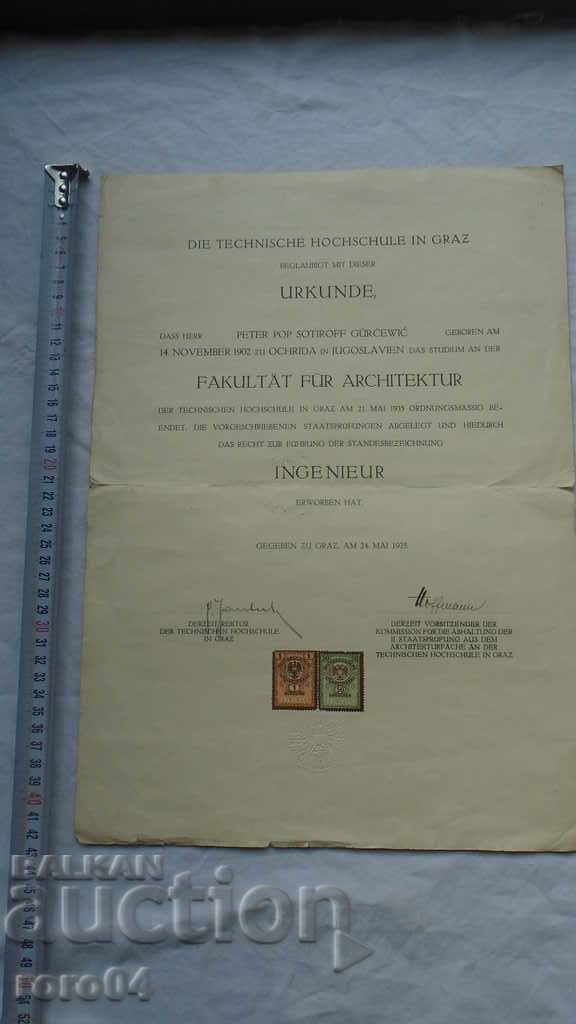 DIE TECHNISCHE HOCHSCHULE IN GRAZ
BEGLAUBIGT MIT DIESER
URKUNDE,
DASS HERR PETER POP SOTIROFF GÜRČEWIĆ GEBOREN AM
14 NOVEMBER 1902 ZU OCHRIDA IN JUGOSLAVIEN DAS STUDIUM AN DER
FAKULTÄT FÜR ARCHITEKTUR
DER TECHNISCHEN HOCHSCHULE IN GRAZ AM 21. MAI 1935 ORDNUNGSMÄSSIG BE-
ENDET, DIE VORGESCHRIEBENEN STAATSPRÜFUNGEN ABGELEGT UND HIEDURCH
DAS RECHT ZUR FÜHRUNG DER STANDESBEZEICHNUNG
INGENIEUR
ERWORBEN HAT.
GEGEBEN ZU GRAZ, AM 24. MAI 1935.
Hoffmann
DERZEIT REKTOR
DER TECHNISCHEN HOCHSCHULE
IN GRAZ
DERZEIT VORSITZENDER DER
KOMMISSION FÜR DIE ABHALTUNG DER
II STAATSPRÜFUNG AUS DEM
ARCHITEKTURFACHE AN DER
TECHNISCHEN HOCHSCHULE IN GRAZ
BALKAN
auction
roro04